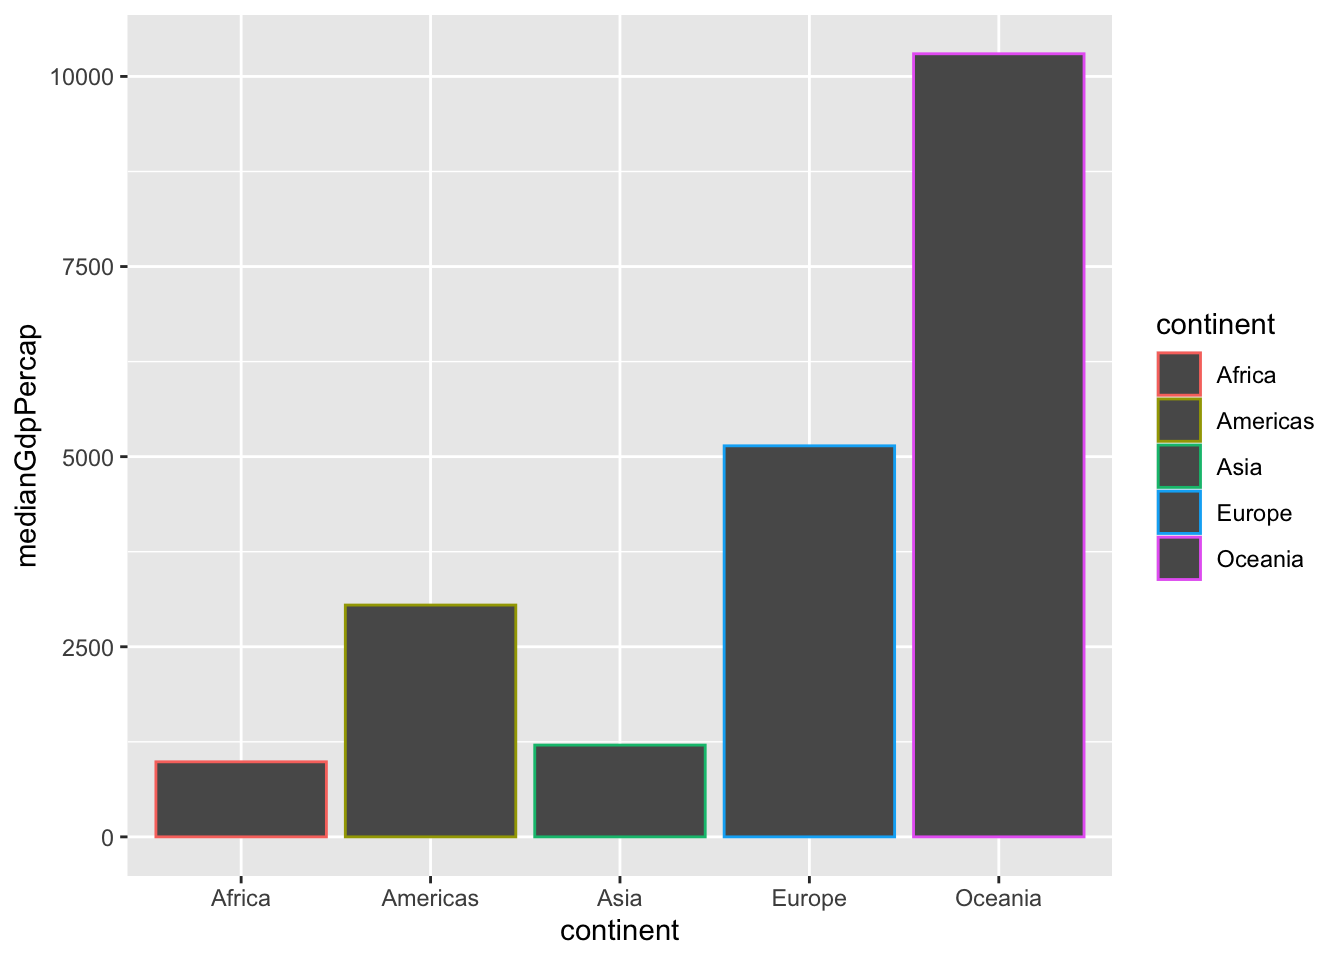 10000
7500
5000
2500
0
medianGdpPercap
Africa
Americas
Asia
Europe
Oceania
continent
continent
Africa
Americas
Asia
Europe
Oceania